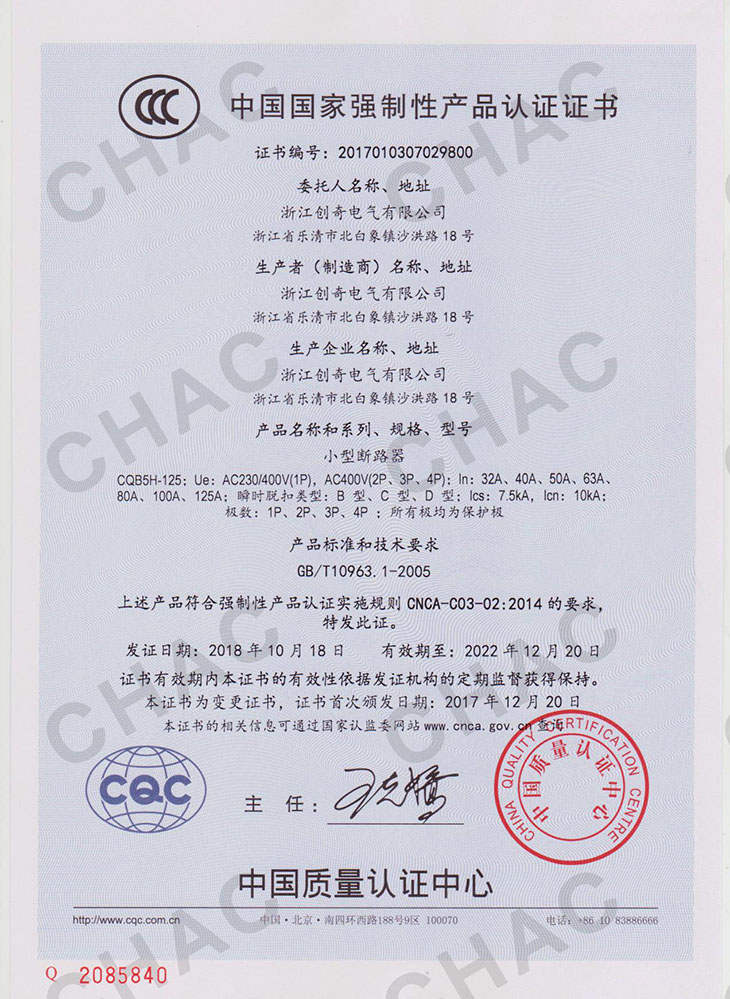 CCC
中国国家强制性产品认证证书
证书编号：2017010307029800
委托人名称、地址
浙江创奇电气有限公司
浙江省乐清市北白象镇沙洪路 18 号
生产者（制造商）名称、地址
浙江创奇电气有限公司
浙江省乐清市北白象镇沙洪路 18 号
生产企业名称、地址
浙江创奇电气有限公司
浙江省乐清市北白象镇沙洪路 18 号
产品名称和系列、规格、型号
小型断路器
CQB5H-125；Ue：AC230/400V(1P)，AC400V(2P、3P、4P)；In：32A、40A、50A、63A、
80A、100A、125A；瞬时脱扣类型：B 型、C 型、D 型；Ics：7.5kA，Icn：10kA；
极数：1P、2P、3P、4P ；所有极均为保护极
产品标准和技术要求
GB/T10963.1-2005
上述产品符合强制性产品认证实施规则 CNCA-C03-02:2014 的要求，
特发此证。
发证日期：2018 年 10 月 18 日 有效期至：2022 年 12 月 20 日
证书有效期内本证书的有效性依据发证机构的定期监督获得保持。
本证书为变更证书，证书首次颁发日期：2017 年 12 月 20 日
本证书的相关信息可通过国家认监委网站 www.cnca.gov.cn 查询
CQC
主 任：
CHINA QUALITY CERTIFICATION CENTRE
中国质量认证中心
中国质量认证中心
http://www.cqc.com.cn 中国·北京·南四环西路188号9区 100070 电话：+86 10 83886666
Q 2085840
CHAC
CHAC
CHAC
CHAC
CHAC
CHAC
CHAC
CHAC